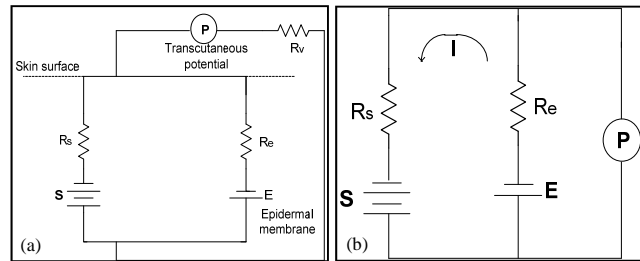 P
Transcutaneous
potential
Rv
Skin surface
Rs
Re
S
E
Epidermal
membrane
(a)
I
Rs
Re
P
S
E
(b)